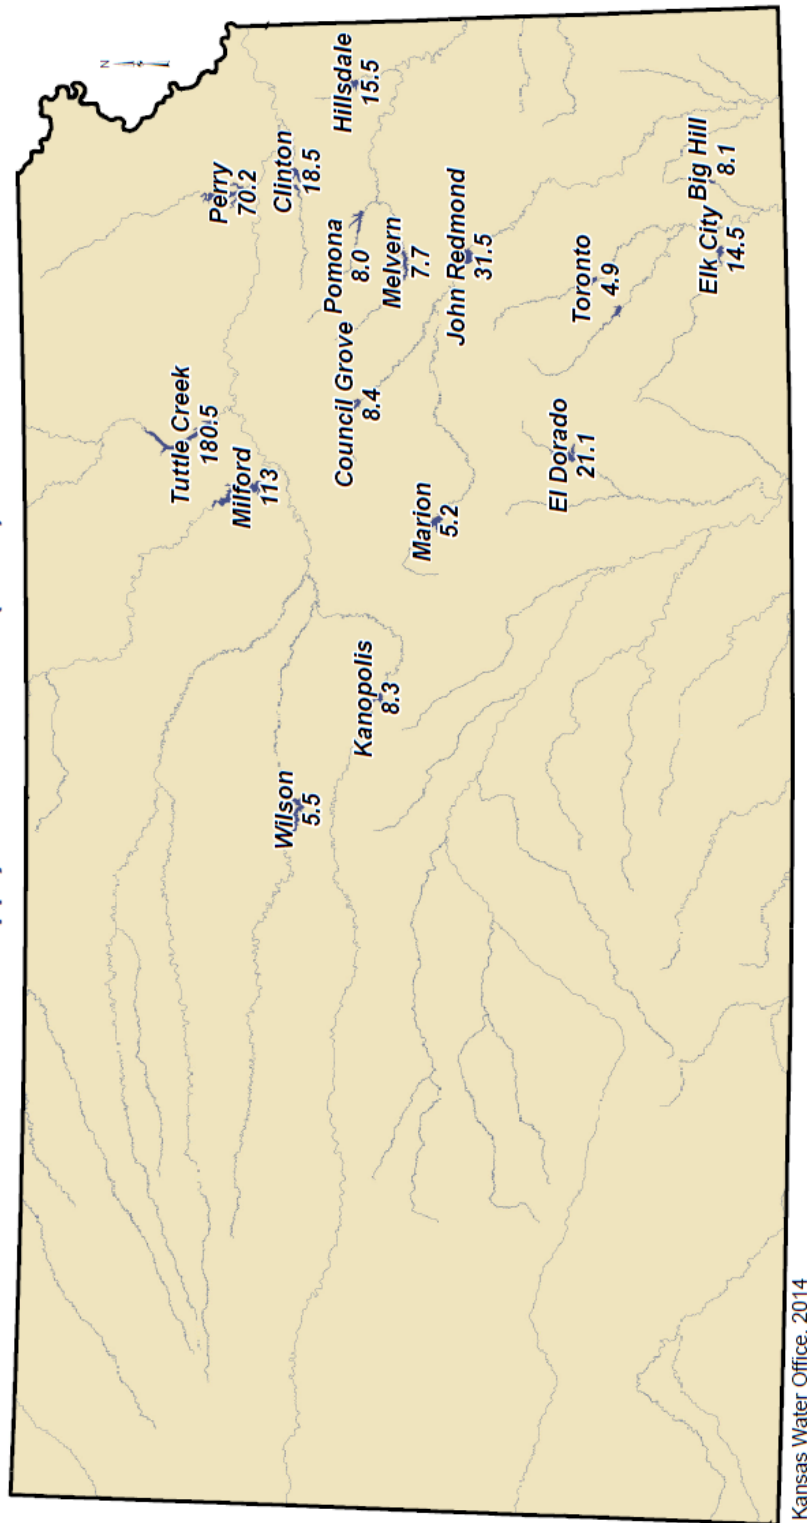 N
Perry
70.2
Tuttle Creek
180.5
Milford
113
Clinton
18.5
Hillsdale
15.5
Wilson
5.5
Pomona
8.0
Council Grove
8.4
Kanopolis
8.3
Melvern
7.7
Marion
5.2
John Redmond
31.5
El Dorado
21.1
Toronto
4.9
Big Hill
8.1
Elk City
14.5
Kansas Water Office, 2014